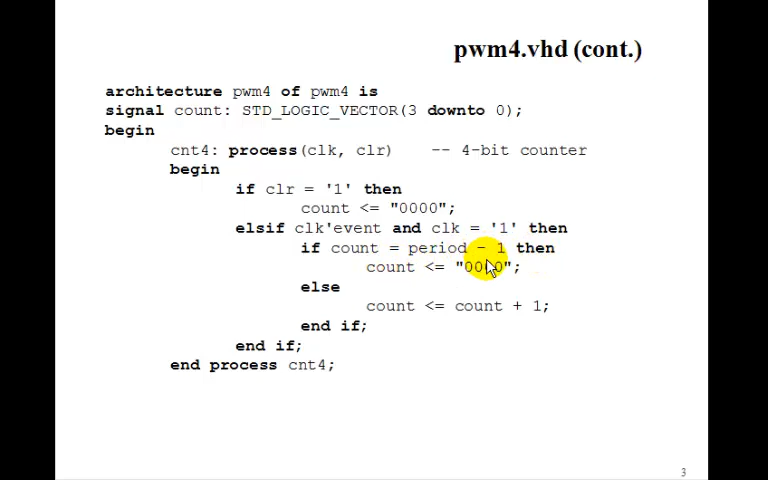 pwm4.vhd (cont.)
architecture pwm4 of pwm4 is
signal count: STD_LOGIC_VECTOR(3 downto 0);
begin
cnt4: process(clk, clr) -- 4-bit counter
begin
if clr = '1' then
count <= "0000";
elsif clk'event and clk = '1' then
if count = period - 1 then
count <= "0000";
else
count <= count + 1;
end if;
end if;
end process cnt4;
3